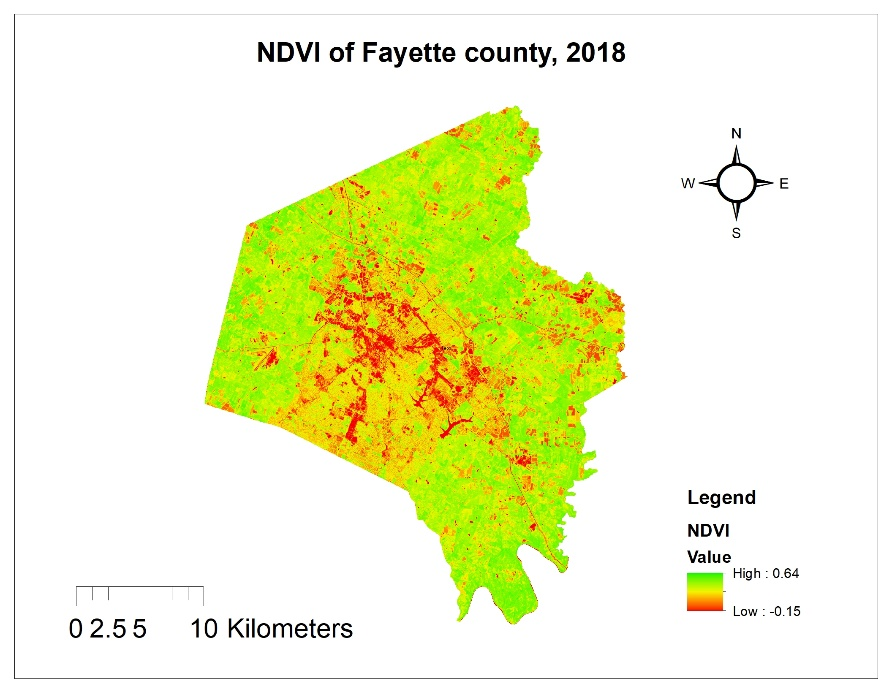 NDVI of Fayette county, 2018
N
W E
S
Legend
NDVI
Value
High : 0.64
Low : -0.15
0 2.5 5 10 Kilometers